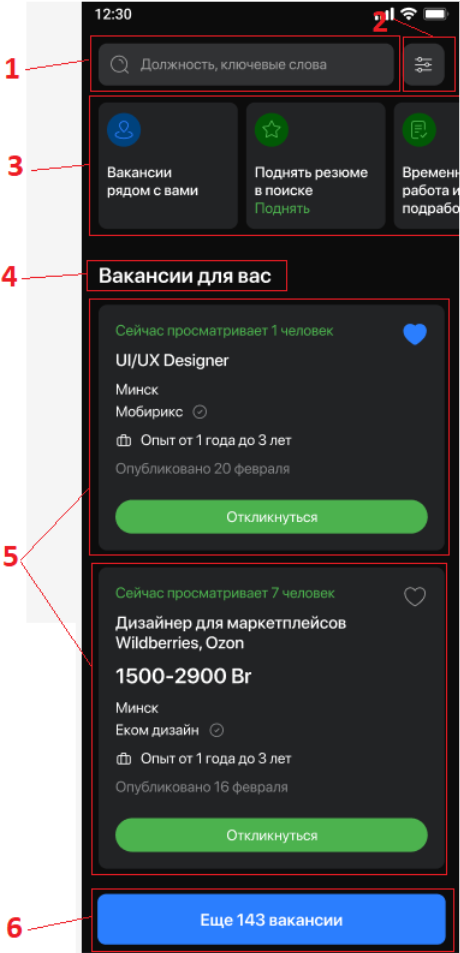 12:30
2
1
Должность, ключевые слова
3
Вакансии
рядом с вами
Поднять резюме
в поиске
Поднять
Времен
работа и
подрабо
4
Вакансии для вас
5
Сейчас просматривает 1 человек
UI/UX Designer
Минск
Мобирикс
Опыт от 1 года до 3 лет
Опубликовано 20 февраля
Откликнуться
Сейчас просматривает 7 человек
Дизайнер для маркетплейсов
Wildberries, Ozon
1500-2900 Br
Минск
Еком дизайн
Опыт от 1 года до 3 лет
Опубликовано 16 февраля
Откликнуться
6
Еще 143 вакансии